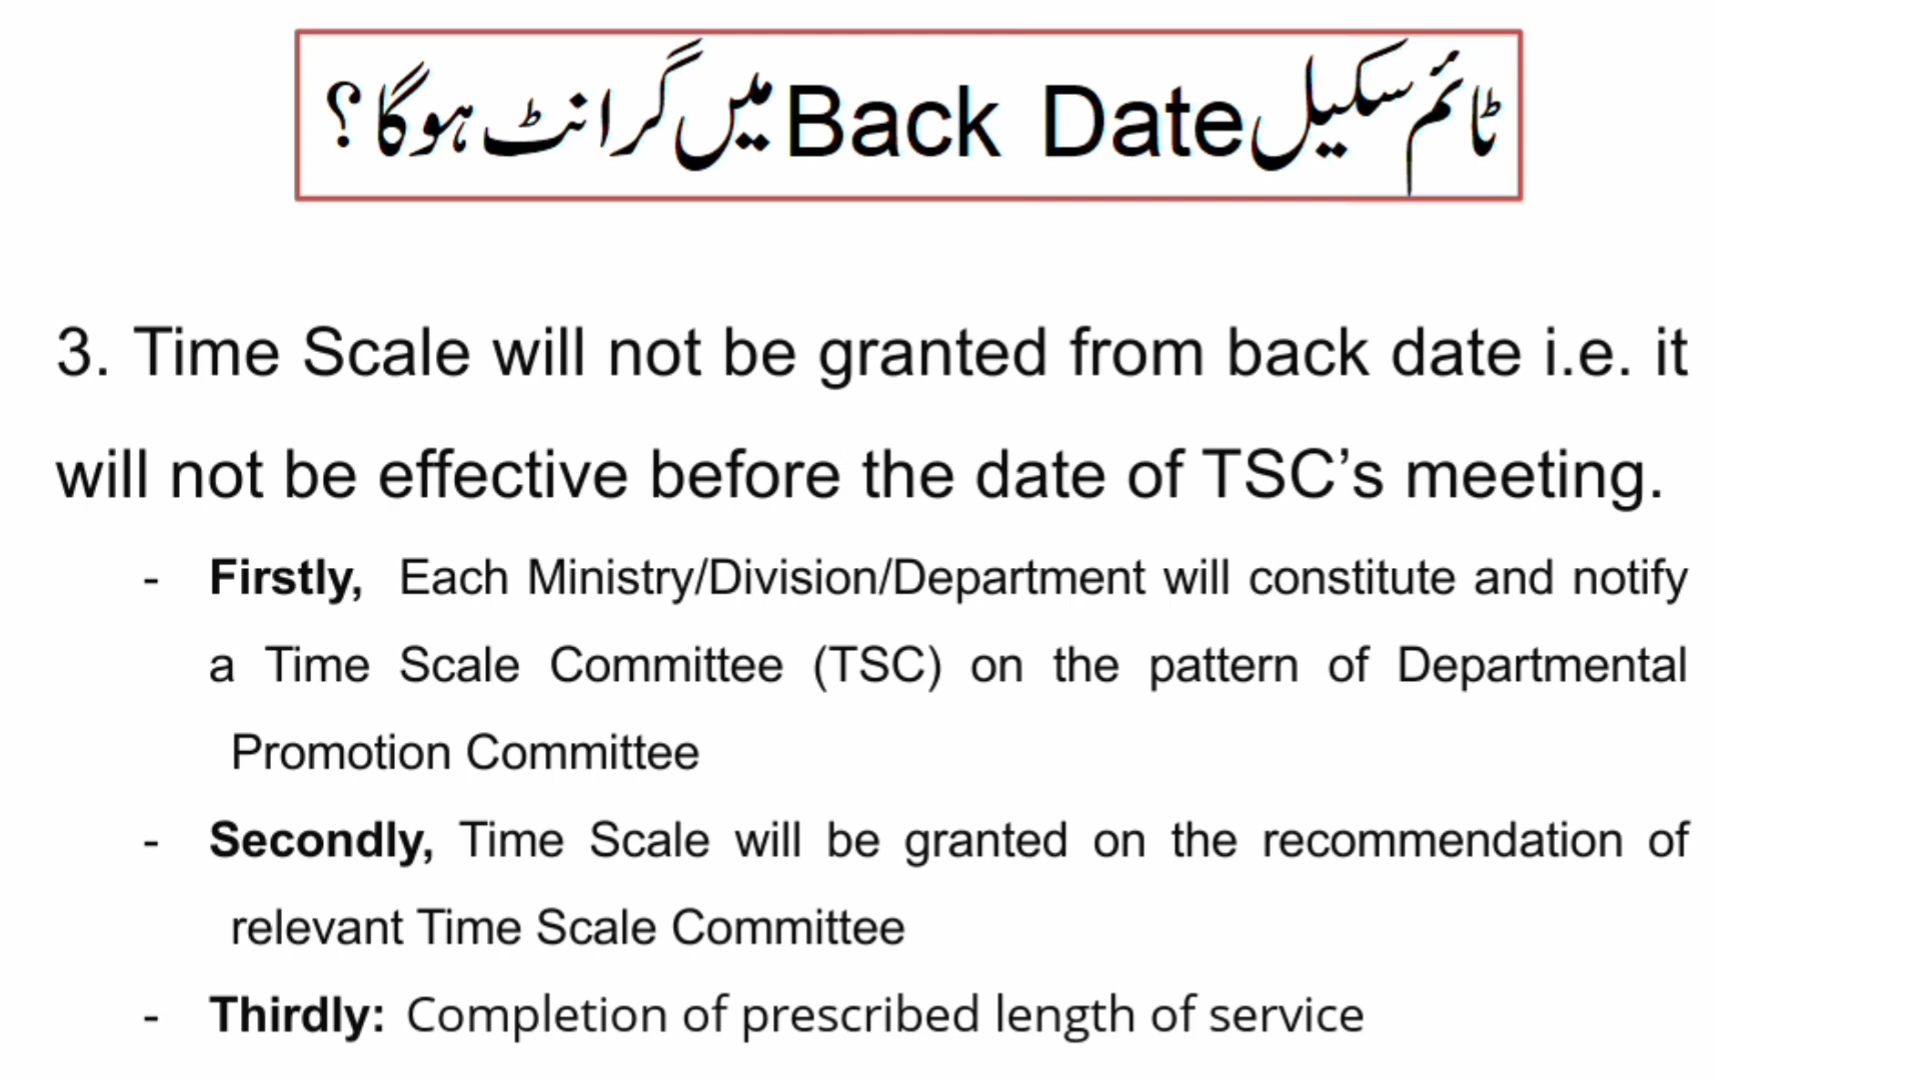 ٹائم سکیل Back Date میں گرانٹ ہوگا؟
3. Time Scale will not be granted from back date i.e. it
will not be effective before the date of TSC’s meeting.
- Firstly, Each Ministry/Division/Department will constitute and notify
a Time Scale Committee (TSC) on the pattern of Departmental
Promotion Committee
- Secondly, Time Scale will be granted on the recommendation of
relevant Time Scale Committee
- Thirdly: Completion of prescribed length of service